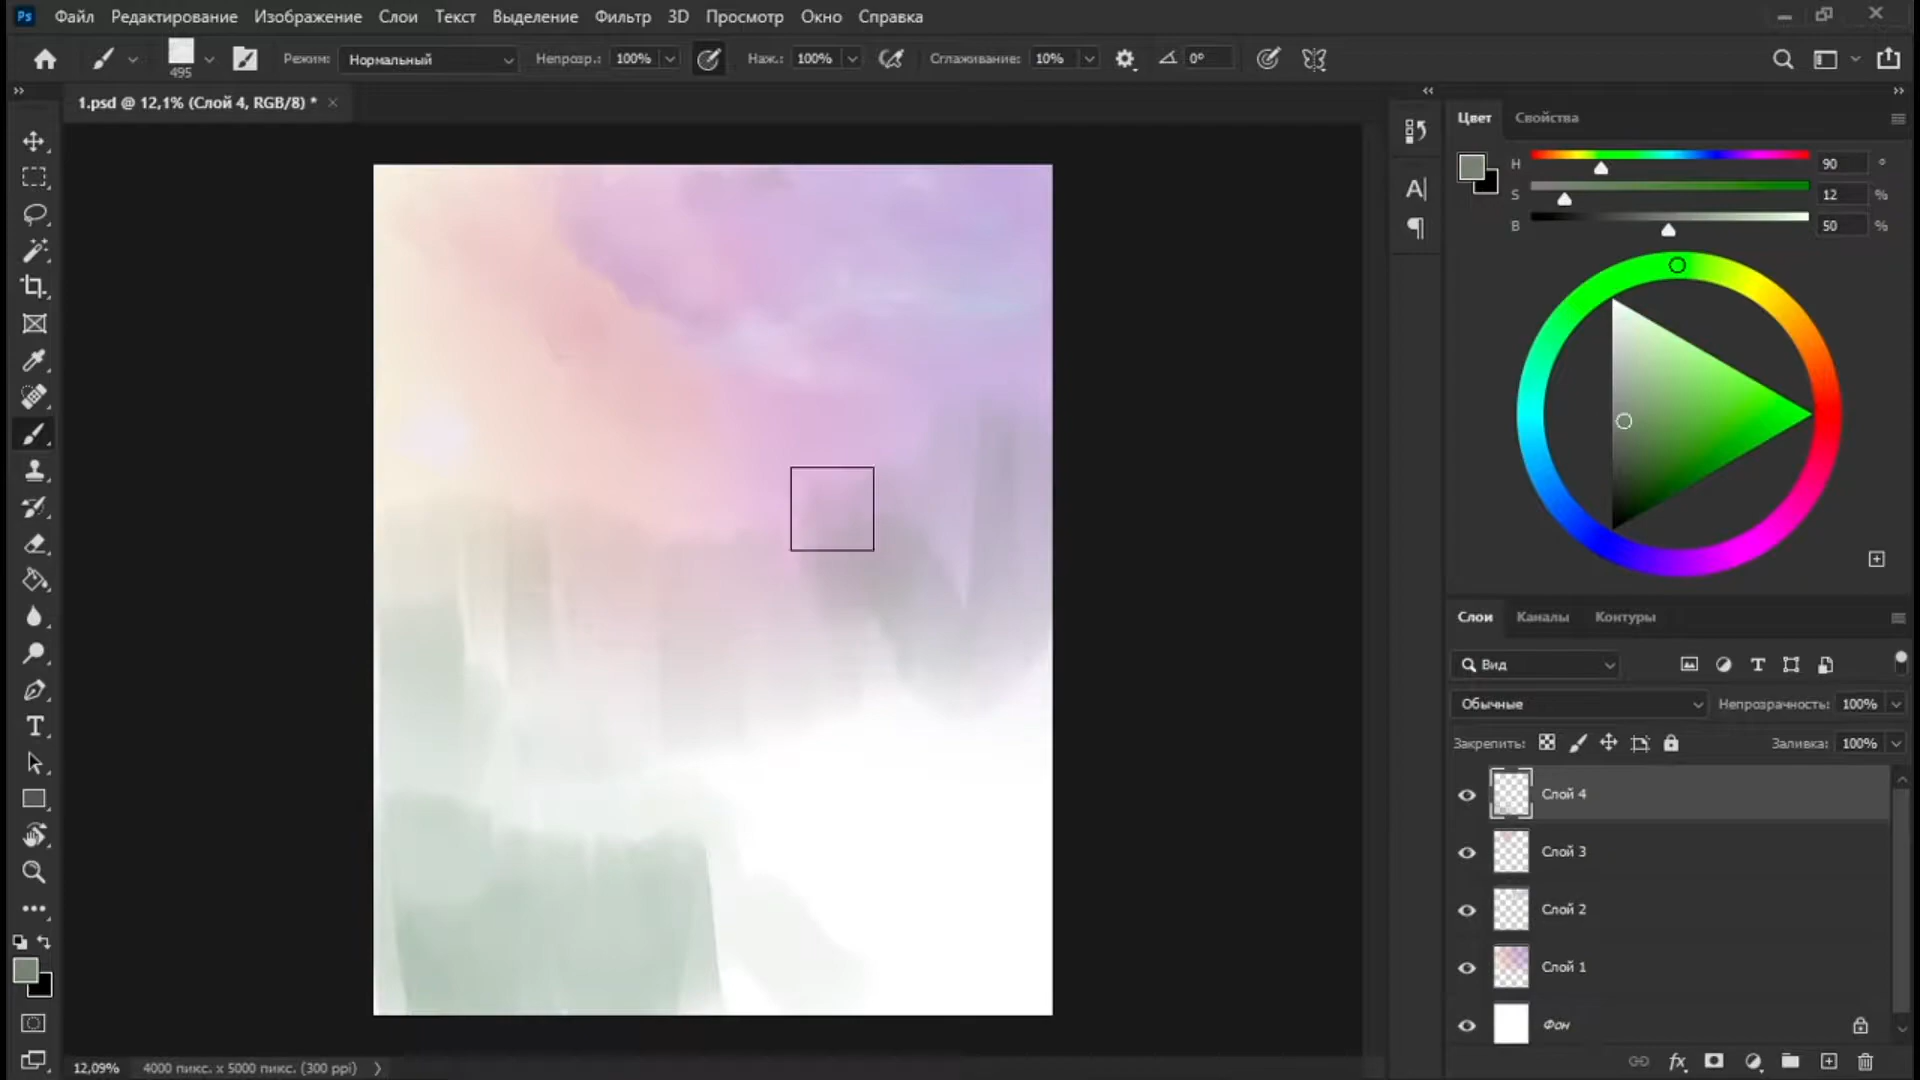 Ps Файл Редактирование Изображение Слои Текст Выделение Фильтр 3D Просмотр Окно Справка
495 Режим: Нормальный Непрозр.: 100% Наж.: 100% Сглаживание: 10% 0°
1.psd @ 12,1% (Слой 4, RGB/8) *
Цвет Свойства
H 90 °
S 12 %
B 50 %
Слои Каналы Контуры
Вид
Обычные Непрозрачность: 100%
Закрепить: Заливка: 100%
Слой 4
Слой 3
Слой 2
Слой 1
Фон
12,09% 4000 пикс. x 5000 пикс. (300 ppi)